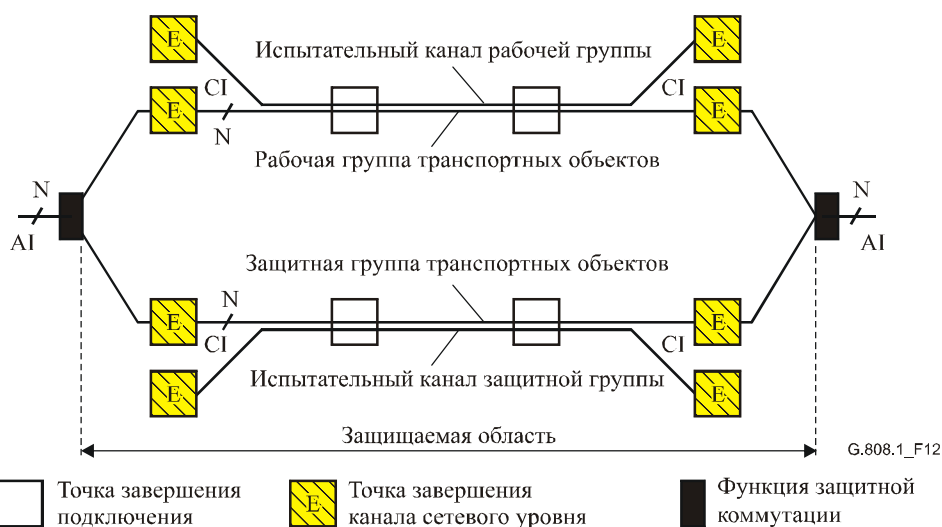 E E
Испытательный канал рабочей группы
CI CI
E E
N
Рабочая группа транспортных объектов
N N
AI AI
Защитная группа транспортных объектов
N
E E
CI CI
Испытательный канал защитной группы
E E
Защищаемая область
G.808.1_F12
Точка завершения подключения
E Точка завершения канала сетевого уровня
Функция защитной коммутации